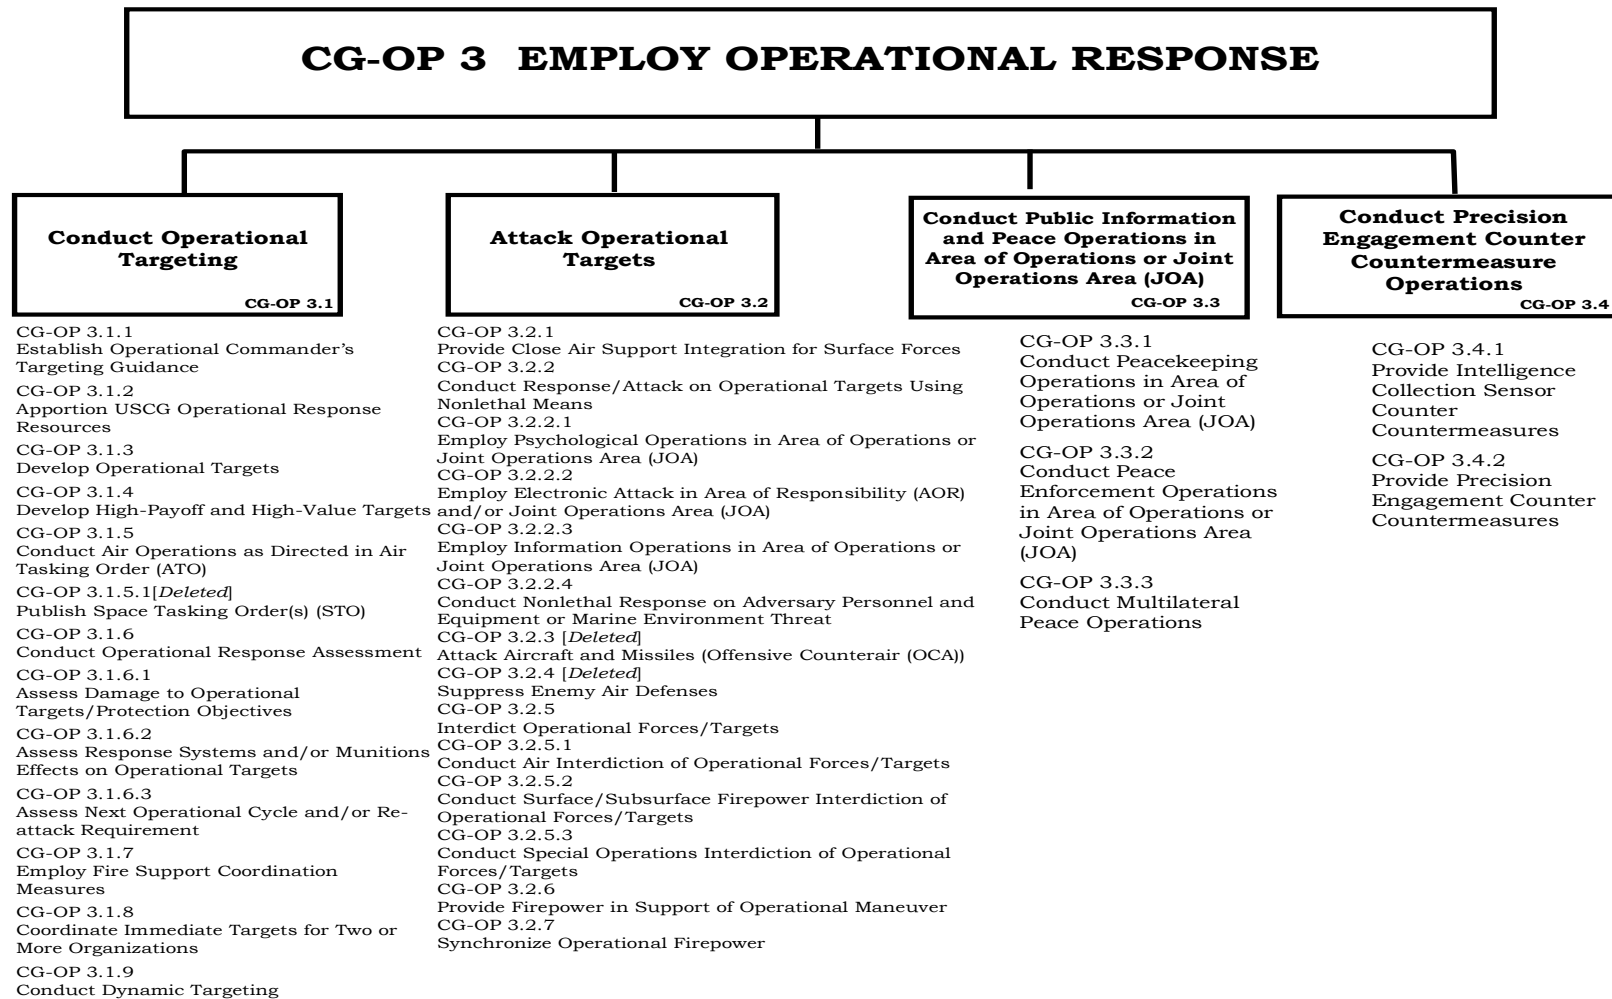 CG-OP 3 EMPLOY OPERATIONAL RESPONSE
Conduct Operational
Targeting
CG-OP 3.1
CG-OP 3.1.1
Establish Operational Commander’s
Targeting Guidance
CG-OP 3.1.2
Apportion USCG Operational Response
Resources
CG-OP 3.1.3
Develop Operational Targets
CG-OP 3.1.4
Develop High-Payoff and High-Value Targets
CG-OP 3.1.5
Conduct Air Operations as Directed in Air
Tasking Order (ATO)
CG-OP 3.1.5.1[Deleted]
Publish Space Tasking Order(s) (STO)
CG-OP 3.1.6
Conduct Operational Response Assessment
CG-OP 3.1.6.1
Assess Damage to Operational
Targets/Protection Objectives
CG-OP 3.1.6.2
Assess Response Systems and/or Munitions
Effects on Operational Targets
CG-OP 3.1.6.3
Assess Next Operational Cycle and/or Re-
attack Requirement
CG-OP 3.1.7
Employ Fire Support Coordination
Measures
CG-OP 3.1.8
Coordinate Immediate Targets for Two or
More Organizations
CG-OP 3.1.9
Conduct Dynamic Targeting
Attack Operational
Targets
CG-OP 3.2
CG-OP 3.2.1
Provide Close Air Support Integration for Surface Forces
CG-OP 3.2.2
Conduct Response/Attack on Operational Targets Using
Nonlethal Means
CG-OP 3.2.2.1
Employ Psychological Operations in Area of Operations or
Joint Operations Area (JOA)
CG-OP 3.2.2.2
Employ Electronic Attack in Area of Responsibility (AOR)
and/or Joint Operations Area (JOA)
CG-OP 3.2.2.3
Employ Information Operations in Area of Operations or
Joint Operations Area (JOA)
CG-OP 3.2.2.4
Conduct Nonlethal Response on Adversary Personnel and
Equipment or Marine Environment Threat
CG-OP 3.2.3 [Deleted]
Attack Aircraft and Missiles (Offensive Counterair (OCA))
CG-OP 3.2.4 [Deleted]
Suppress Enemy Air Defenses
CG-OP 3.2.5
Interdict Operational Forces/Targets
CG-OP 3.2.5.1
Conduct Air Interdiction of Operational Forces/Targets
CG-OP 3.2.5.2
Conduct Surface/Subsurface Firepower Interdiction of
Operational Forces/Targets
CG-OP 3.2.5.3
Conduct Special Operations Interdiction of Operational
Forces/Targets
CG-OP 3.2.6
Provide Firepower in Support of Operational Maneuver
CG-OP 3.2.7
Synchronize Operational Firepower
Conduct Public Information
and Peace Operations in
Area of Operations or Joint
Operations Area (JOA)
CG-OP 3.3
CG-OP 3.3.1
Conduct Peacekeeping
Operations in Area of
Operations or Joint
Operations Area (JOA)
CG-OP 3.3.2
Conduct Peace
Enforcement Operations
in Area of Operations or
Joint Operations Area
(JOA)
CG-OP 3.3.3
Conduct Multilateral
Peace Operations
Conduct Precision
Engagement Counter
Countermeasure
Operations
CG-OP 3.4
CG-OP 3.4.1
Provide Intelligence
Collection Sensor
Counter
Countermeasures
CG-OP 3.4.2
Provide Precision
Engagement Counter
Countermeasures